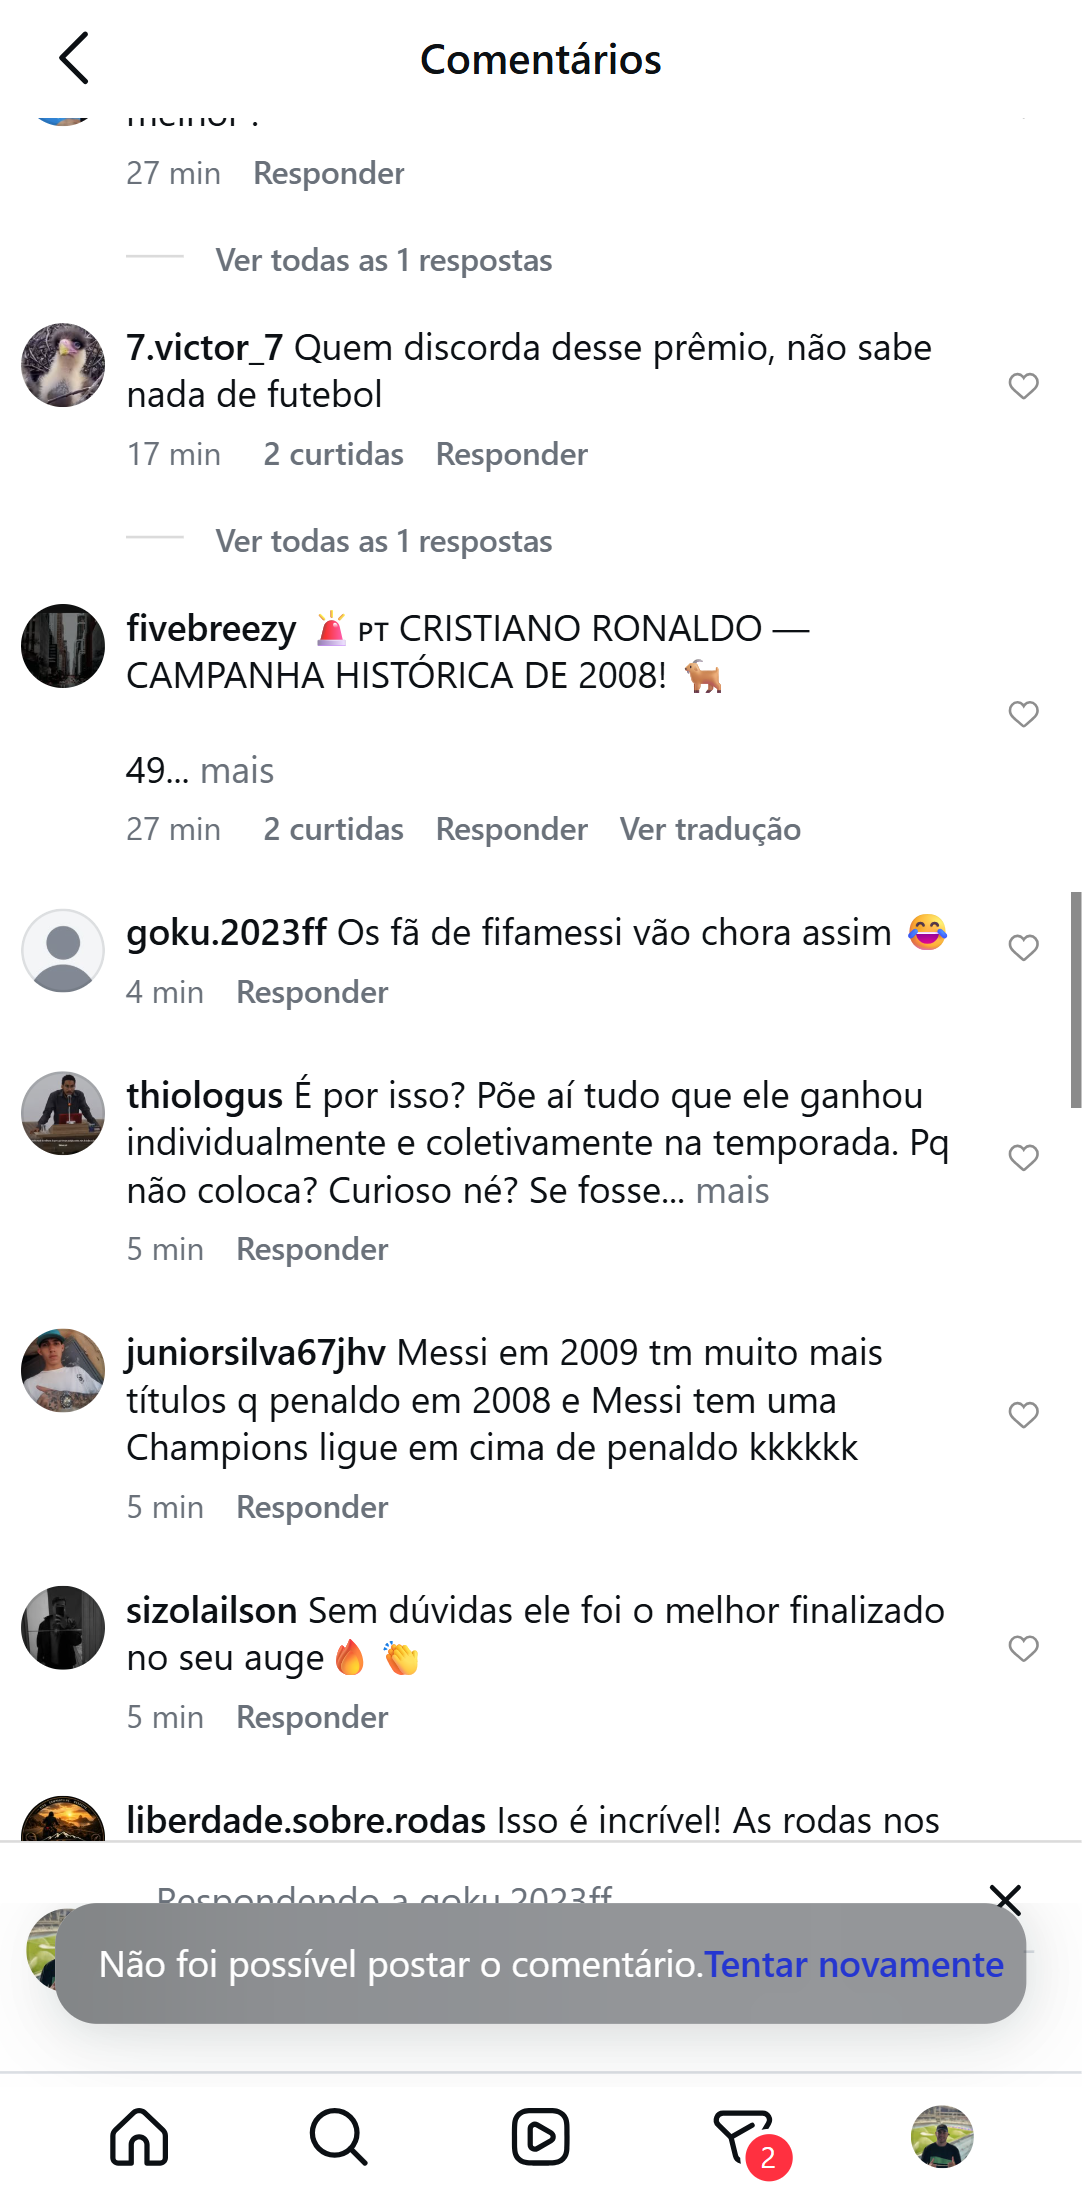 Comentários
melhor .
27 min Responder
Ver todas as 1 respostas
7.victor_7 Quem discorda desse prêmio, não sabe
nada de futebol
17 min 2 curtidas Responder
Ver todas as 1 respostas
fivebreezy 🚨 PT CRISTIANO RONALDO —
CAMPANHA HISTÓRICA DE 2008! 🐐
49... mais
27 min 2 curtidas Responder Ver tradução
goku.2023ff Os fã de fifamessi vão chora assim 😂
4 min Responder
thiologus É por isso? Põe aí tudo que ele ganhou
individualmente e coletivamente na temporada. Pq
não coloca? Curioso né? Se fosse... mais
5 min Responder
juniorsilva67jhv Messi em 2009 tm muito mais
títulos q penaldo em 2008 e Messi tem uma
Champions ligue em cima de penaldo kkkkkk
5 min Responder
sizolailson Sem dúvidas ele foi o melhor finalizado
no seu auge🔥 👏
5 min Responder
liberdade.sobre.rodas Isso é incrível! As rodas nos
Respondendo a goku.2023ff
Não foi possível postar o comentário.Tentar novamente
2